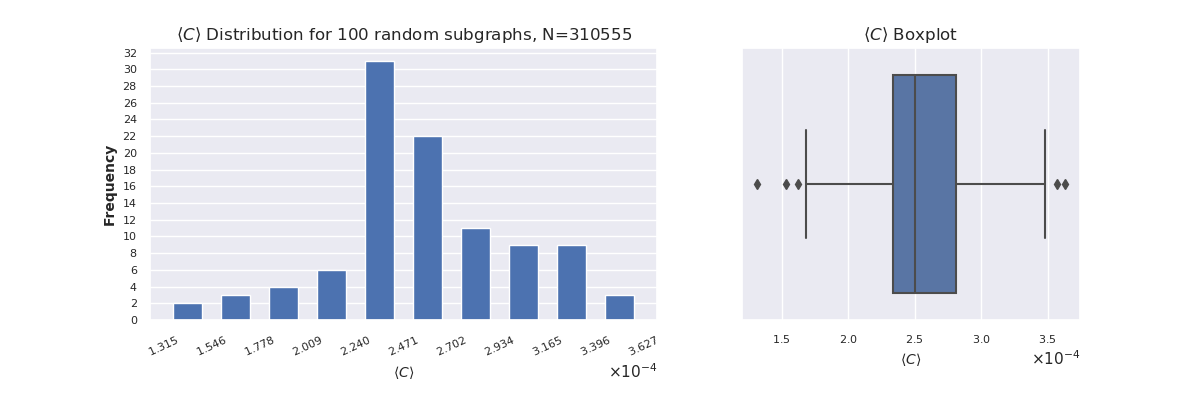 ⟨C⟩ Distribution for 100 random subgraphs, N=310555
Frequency
32
30
28
26
24
22
20
18
16
14
12
10
8
6
4
2
0
1.315 1.546 1.778 2.009 2.240 2.471 2.702 2.934 3.165 3.396 3.627
⟨C⟩
×10⁻⁴
⟨C⟩ Boxplot
1.5 2.0 2.5 3.0 3.5
⟨C⟩
×10⁻⁴